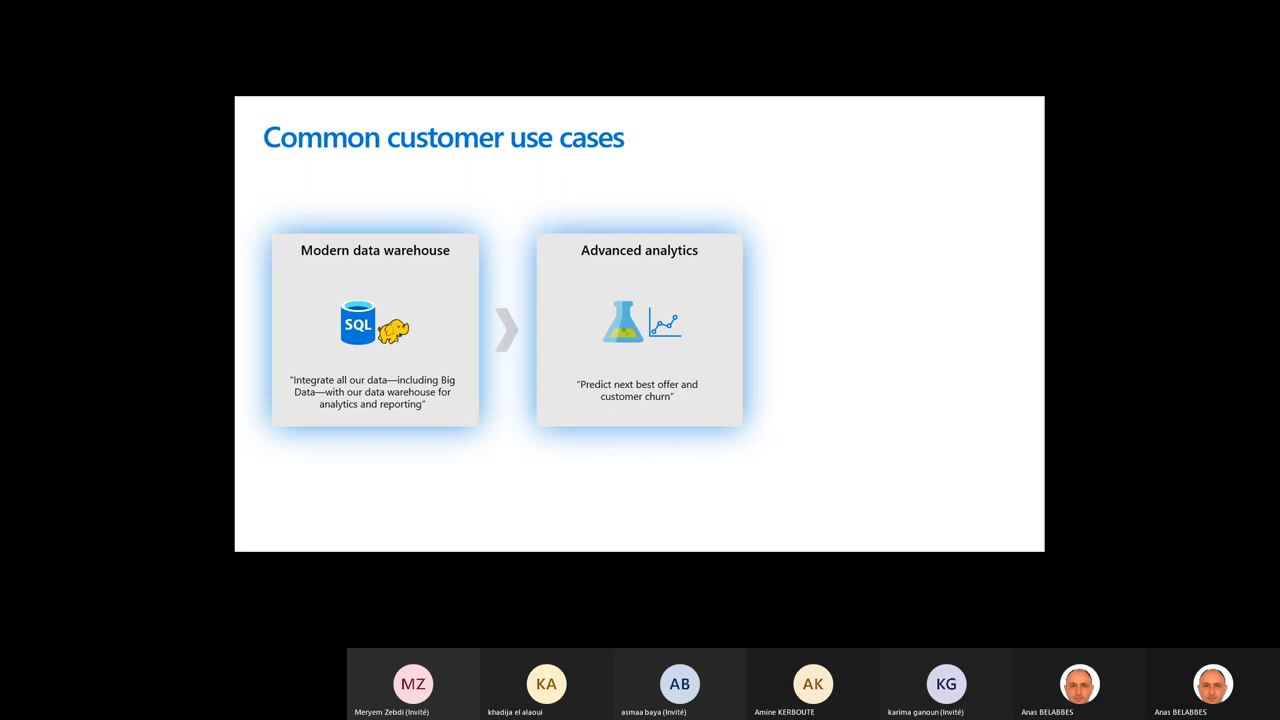 Common customer use cases
Modern data warehouse
SQL
“Integrate all our data—including Big
Data—with our data warehouse for
analytics and reporting”
Advanced analytics
“Predict next best offer and
customer churn”
MZ
KA
AB
AK
KG
Meryem Zebdi (Invité)
khadija el alaoui
asmaa baya (Invité)
Amine KERBOUTE
karima ganoun (Invité)
Anas BELABBES
Anas BELABBES